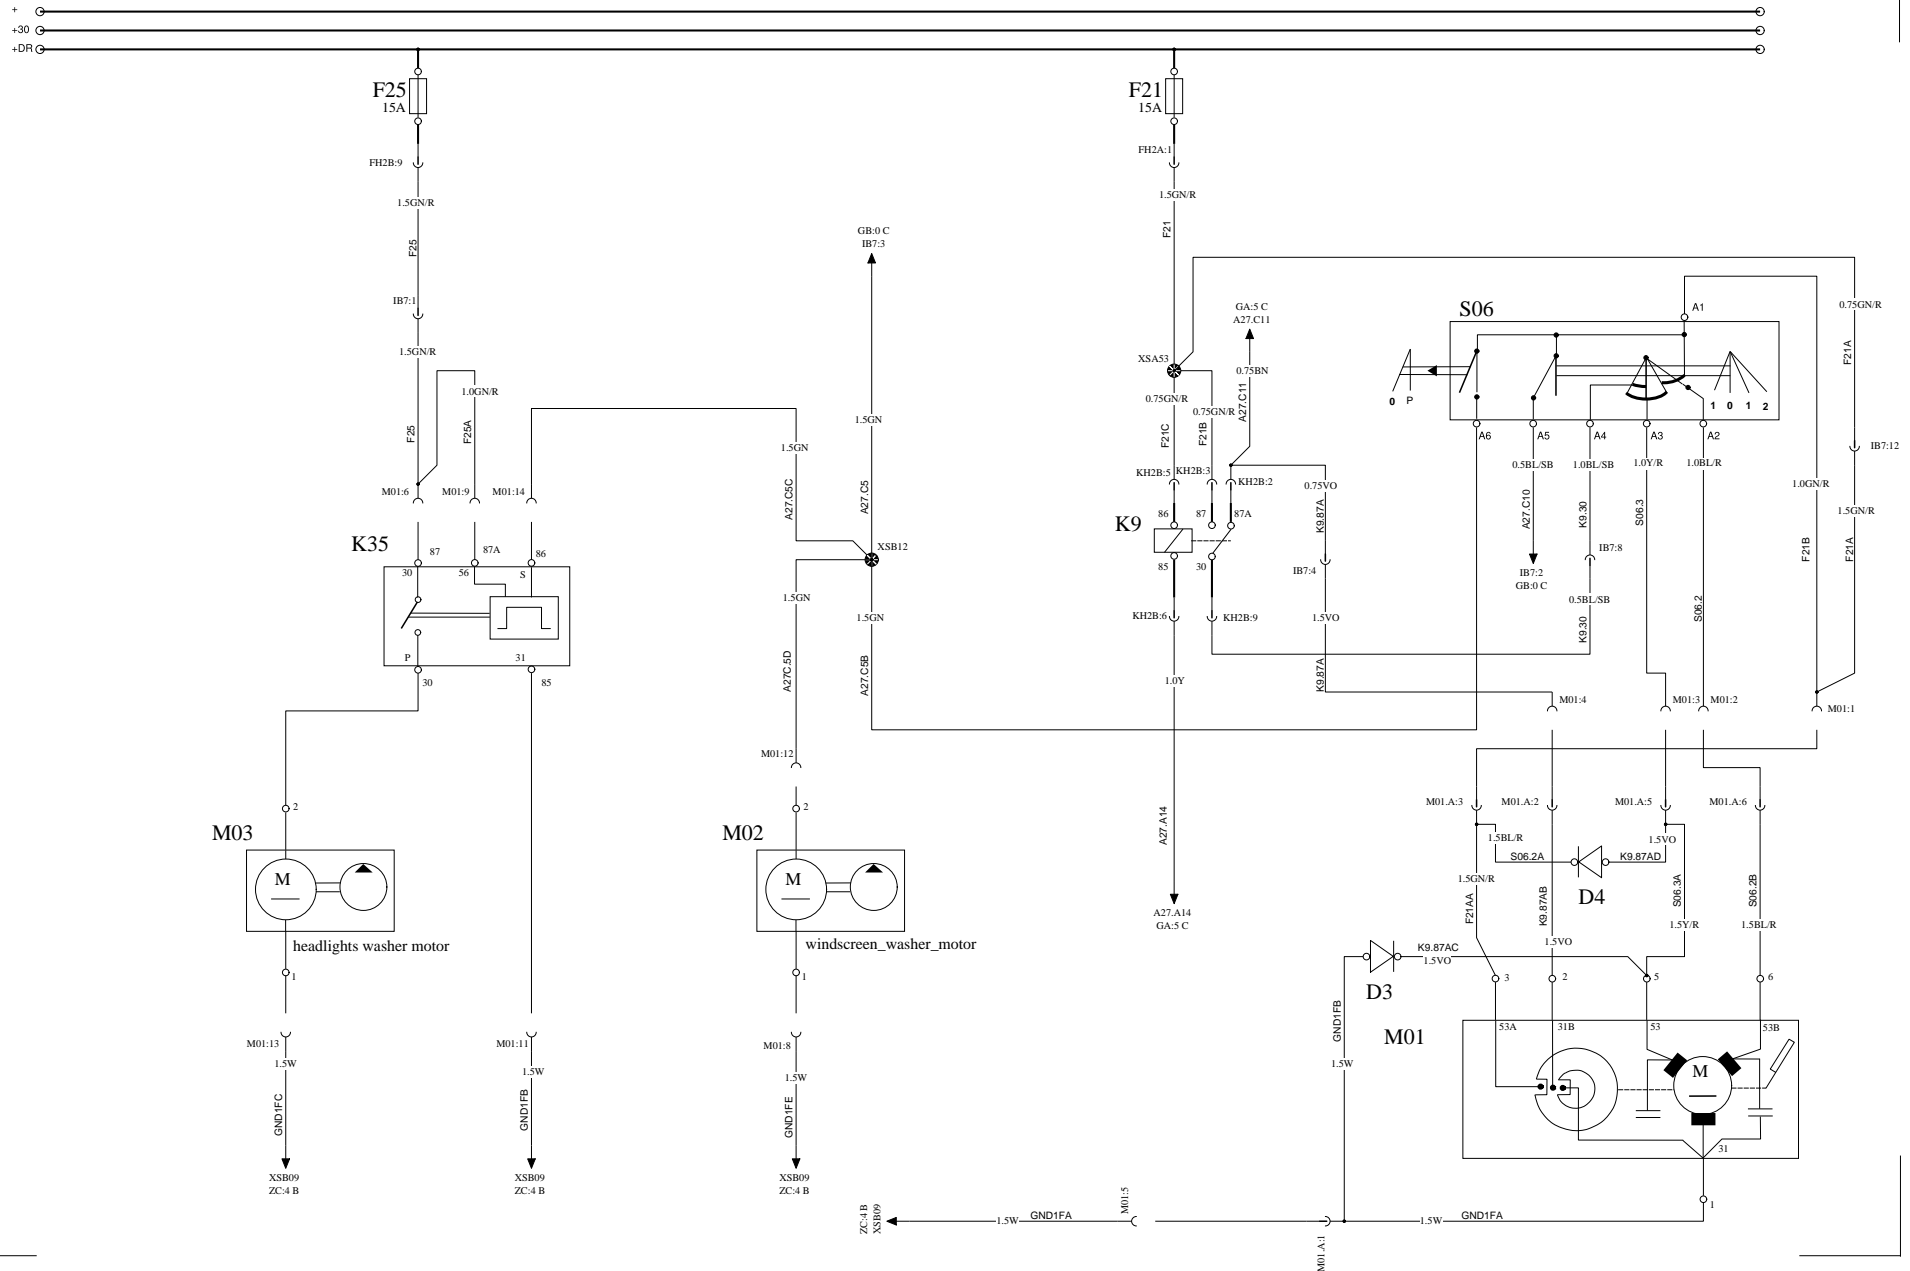 +
+30
+DR
F25
15A
F21
15A
FH2B:9
FH2A:1
1.5GN/R
1.5GN/R
F25
F21
GB:0 C
IB7:3
IB7:1
GA:5 C
A27.C11
S06
A1
0.75GN/R
1.5GN/R
XSA53
F21A
0.75BN
1.0GN/R
0.75GN/R
A27.C11
0 P
1 0 1 2
0.75GN/R
1.5GN
F25
F25A
F21C
F21B
A6
A5
A4
A3
A2
IB7:12
1.5GN
0.5BL/SB
1.0BL/SB
1.0Y/R
1.0BL/R
KH2B:5
KH2B:3
KH2B:2
M01:6
M01:9
M01:14
0.75VO
1.0GN/R
A27.C5C
A27.C5
K9.87A
A27.C10
K9.30
S06.3
1.5GN/R
K9
86
87
87A
K35
87
87A
86
XSB12
IB7:8
F21B
F21A
30
56
S
85
30
IB7:4
IB7:2
GB:0 C
1.5GN
1.5GN
0.5BL/SB
S06.2
KH2B:6
KH2B:9
1.5VO
K9.30
P
31
A27C.5D
A27.C5B
K9.87A
30
85
1.0Y
M01:4
M01:3
M01:2
M01:1
M01:12
2
2
M01.A:3
M01.A:2
M01.A:5
M01.A:6
M03
M02
A27.A14
1.5BL/R
1.5VO
S06.2A
K9.87AD
M
M
1.5GN/R
D4
F21AA
K9.87AB
S06.3A
S06.2B
A27.A14
GA:5 C
1.5Y/R
1.5BL/R
headlights washer motor
windscreen_washer_motor
1.5VO
K9.87AC
1.5VO
1
1
3
2
5
6
D3
GND1FB
M01
53A
31B
53
53B
M01:13
M01:11
M01:8
1.5W
1.5W
1.5W
1.5W
M
GND1FC
GND1FB
GND1FE
31
XSB09
ZC:4 B
XSB09
ZC:4 B
XSB09
ZC:4 B
1
ZC:4 B
XSB09
1.5W
GND1FA
M01:5
M01.A:1
1.5W
GND1FA